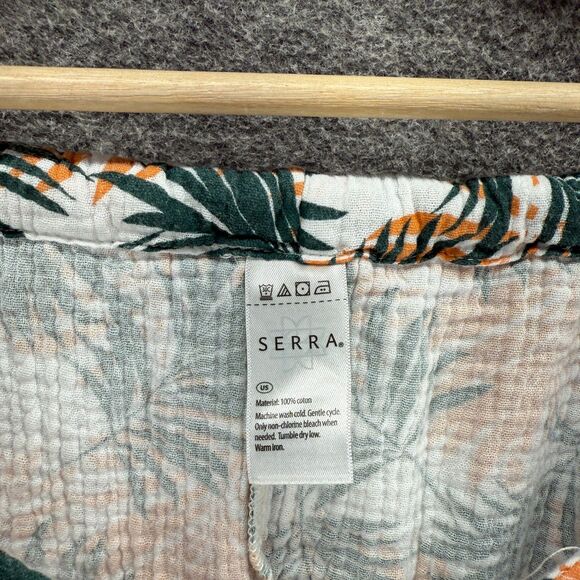 SERRA®
US
Material: 100% coton
Machine wash cold. Gentle cycle.
Only non-chlorine bleach when
needed. Tumble dry low.
Warm iron.